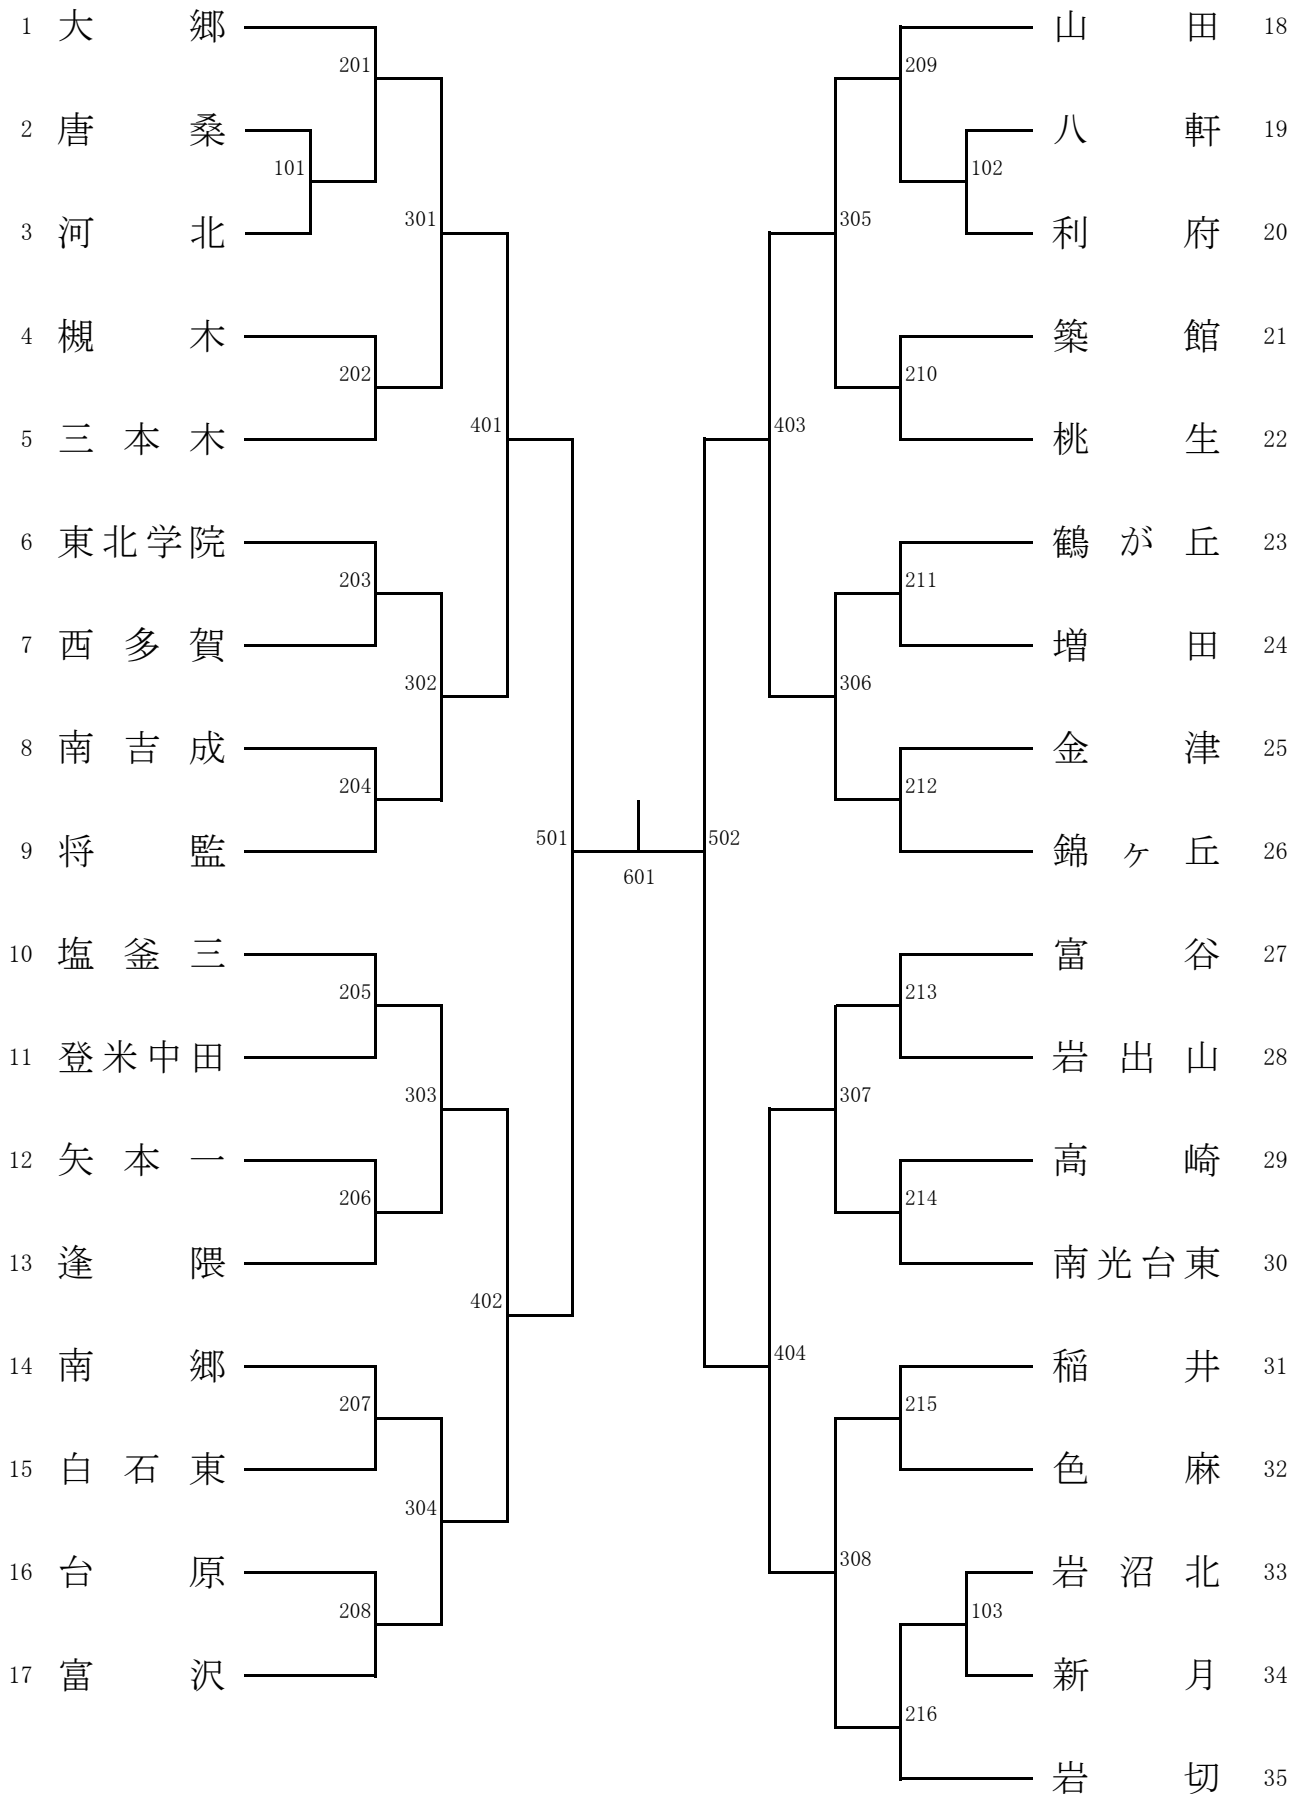 1 大郷
201
2 唐桑
101
3 河北
301
4 槻木
202
5 三本木
401
6 東北学院
203
7 西多賀
302
8 南吉成
204
9 将監
501
10 塩釜三
205
11 登米中田
303
12 矢本一
206
13 逢隈
402
14 南郷
207
15 白石東
304
16 台原
208
17 富沢
601
山田 18
209
八軒 19
102
利府 20
305
築館 21
210
桃生 22
403
鶴が丘 23
211
増田 24
306
金津 25
212
錦ヶ丘 26
502
富谷 27
213
岩出山 28
307
高崎 29
214
南光台東 30
404
稲井 31
215
色麻 32
308
岩沼北 33
103
新月 34
216
岩切 35